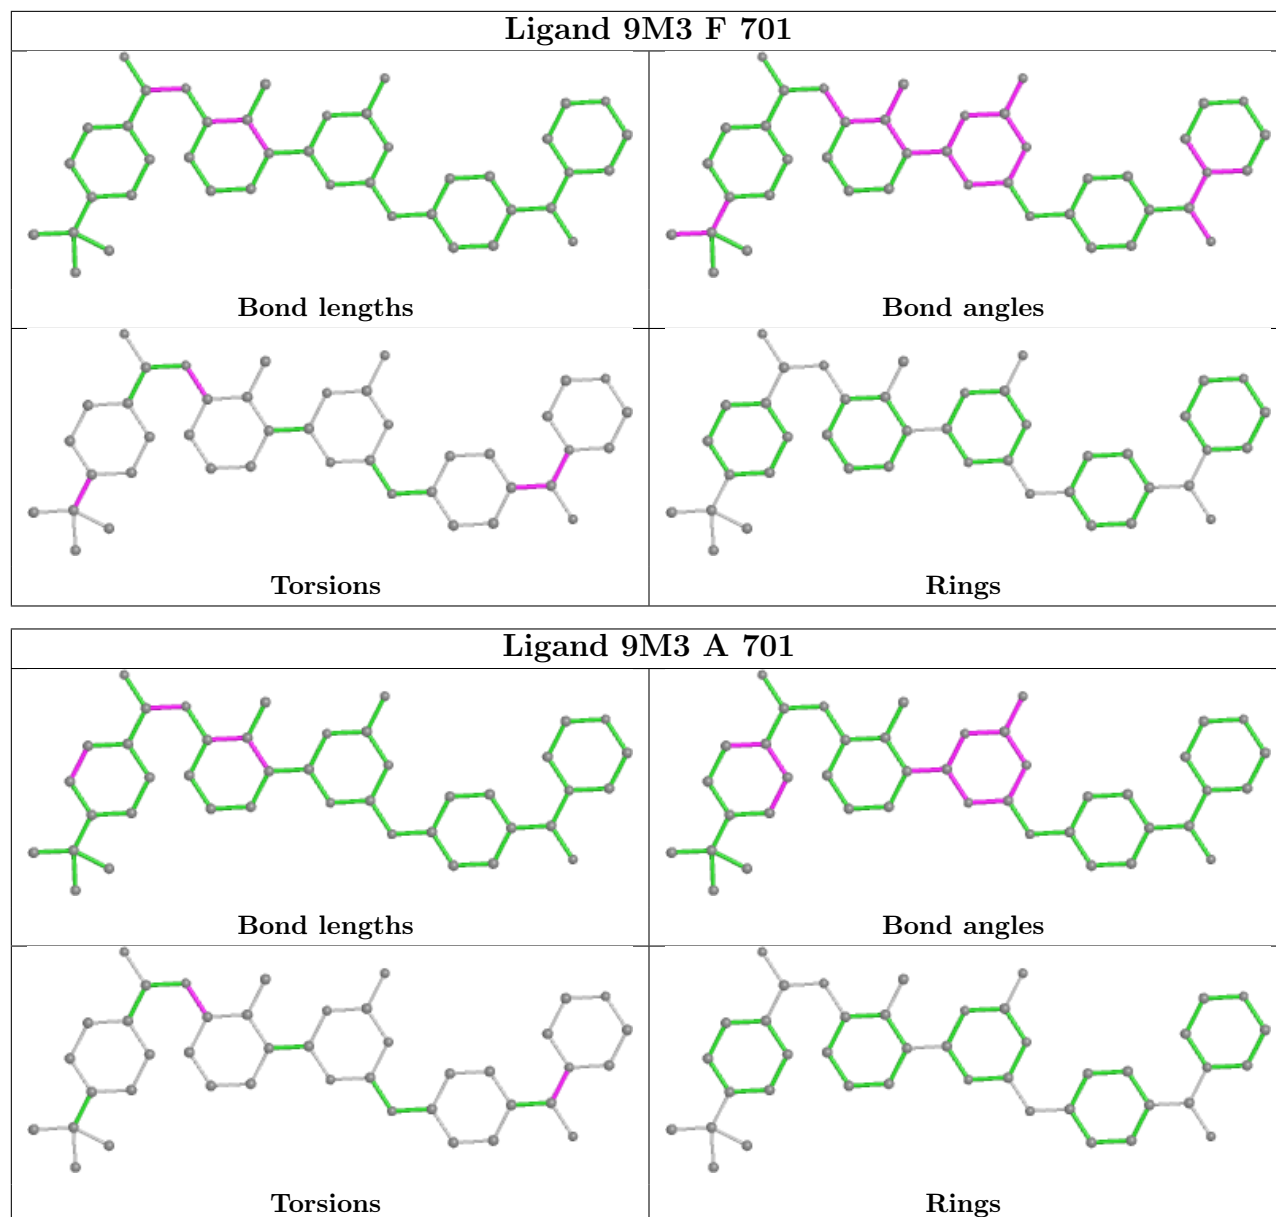 Ligand 9M3 F 701
Bond lengths
Bond angles
Torsions
Rings
Ligand 9M3 A 701
Bond lengths
Bond angles
Torsions
Rings